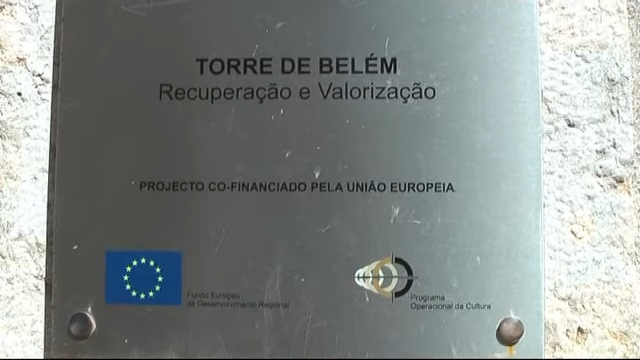 TORRE DE BELÉM
Recuperação e Valorização
PROJECTO CO-FINANCIADO PELA UNIÃO EUROPEIA
Fundo Europeu
de Desenvolvimento Regional
Programa
Operacional da Cultura